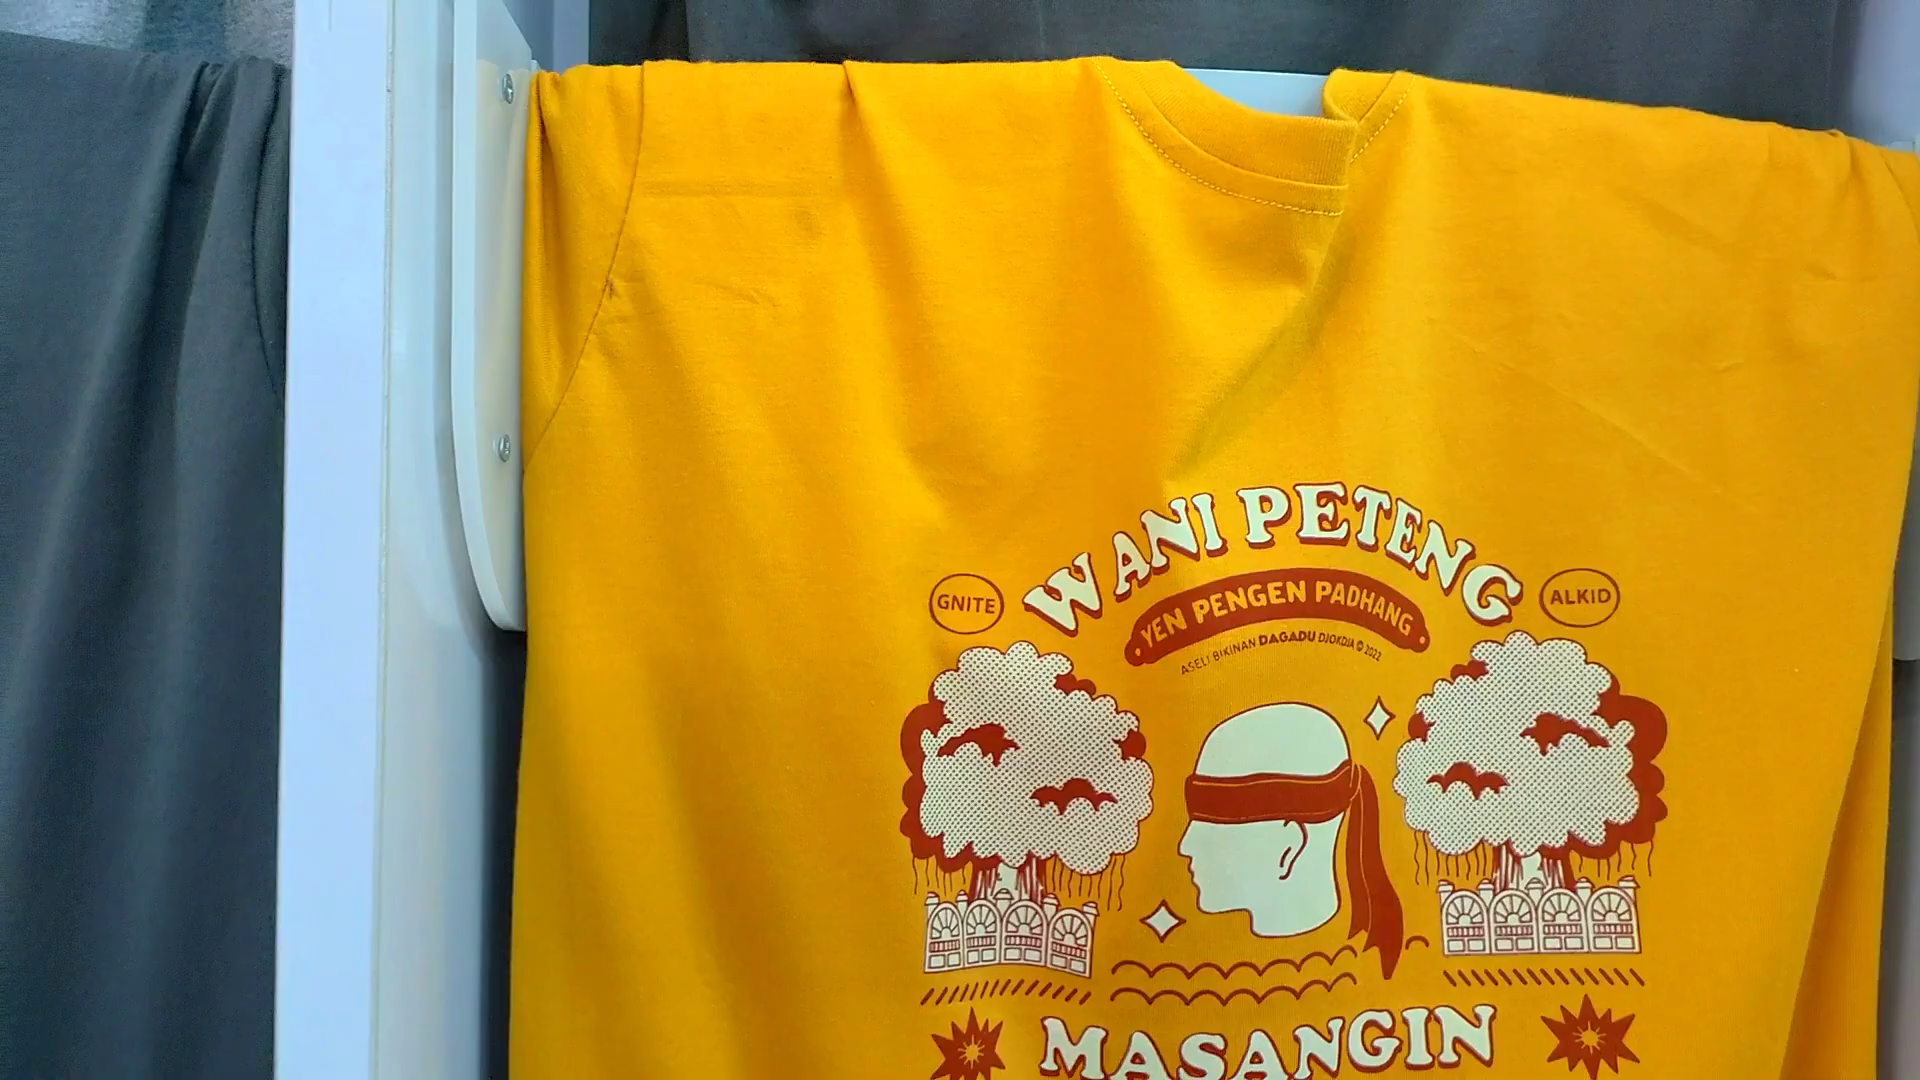 WANI PETENG
GNITE
YEN PENGEN PADHANG
ALKID
ASELI BIKINAN DAGADU DJOKDJA © 2022
MASANGIN